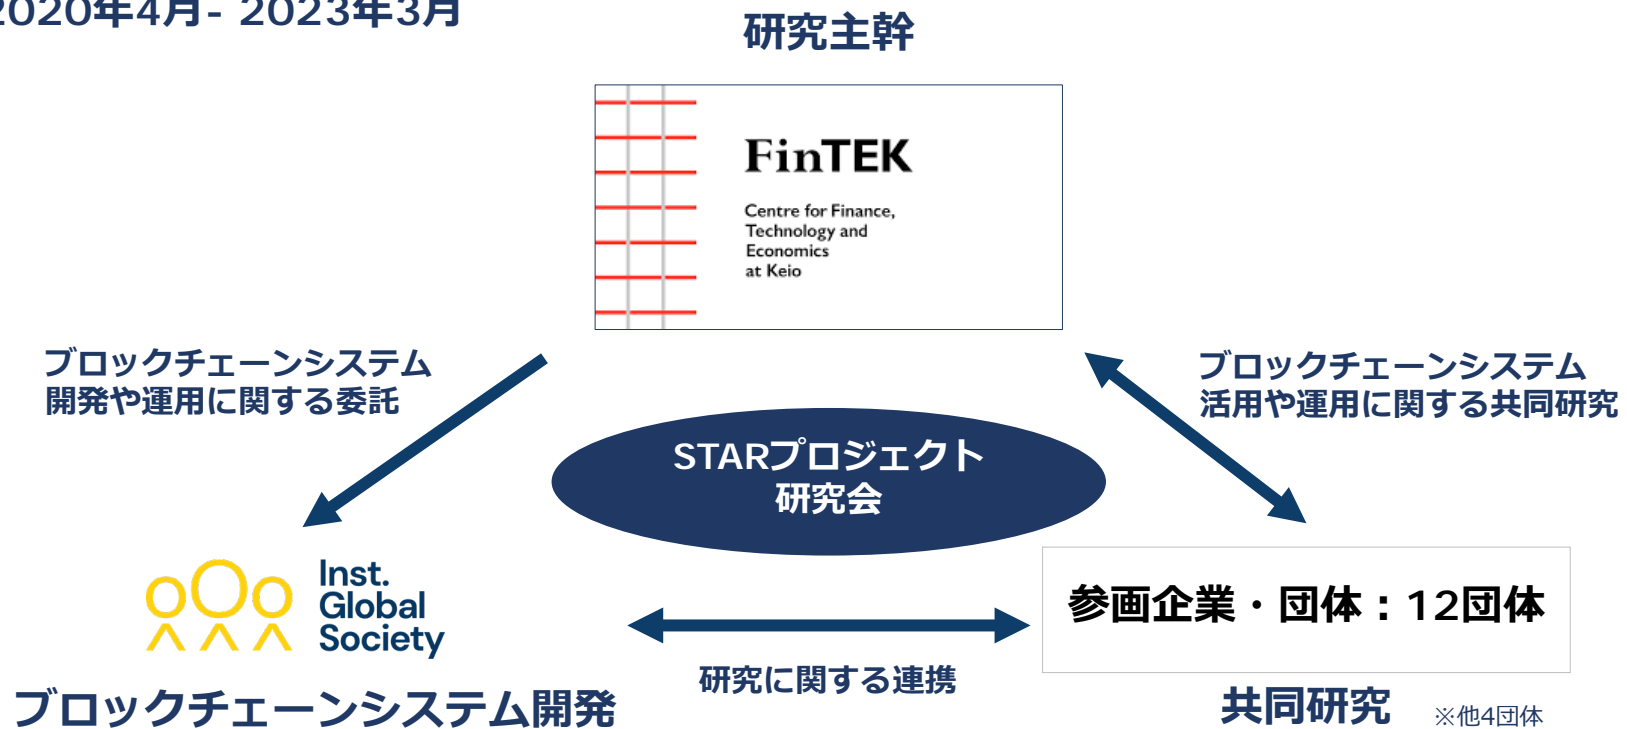 2020年4月- 2023年3月
研究主幹
FinTEK
Centre for Finance,
Technology and
Economics
at Keio
ブロックチェーンシステム
開発や運用に関する委託
ブロックチェーンシステム
活用や運用に関する共同研究
STARプロジェクト
研究会
Inst.
Global
Society
参画企業・団体：12団体
研究に関する連携
ブロックチェーンシステム開発
共同研究
※他4団体